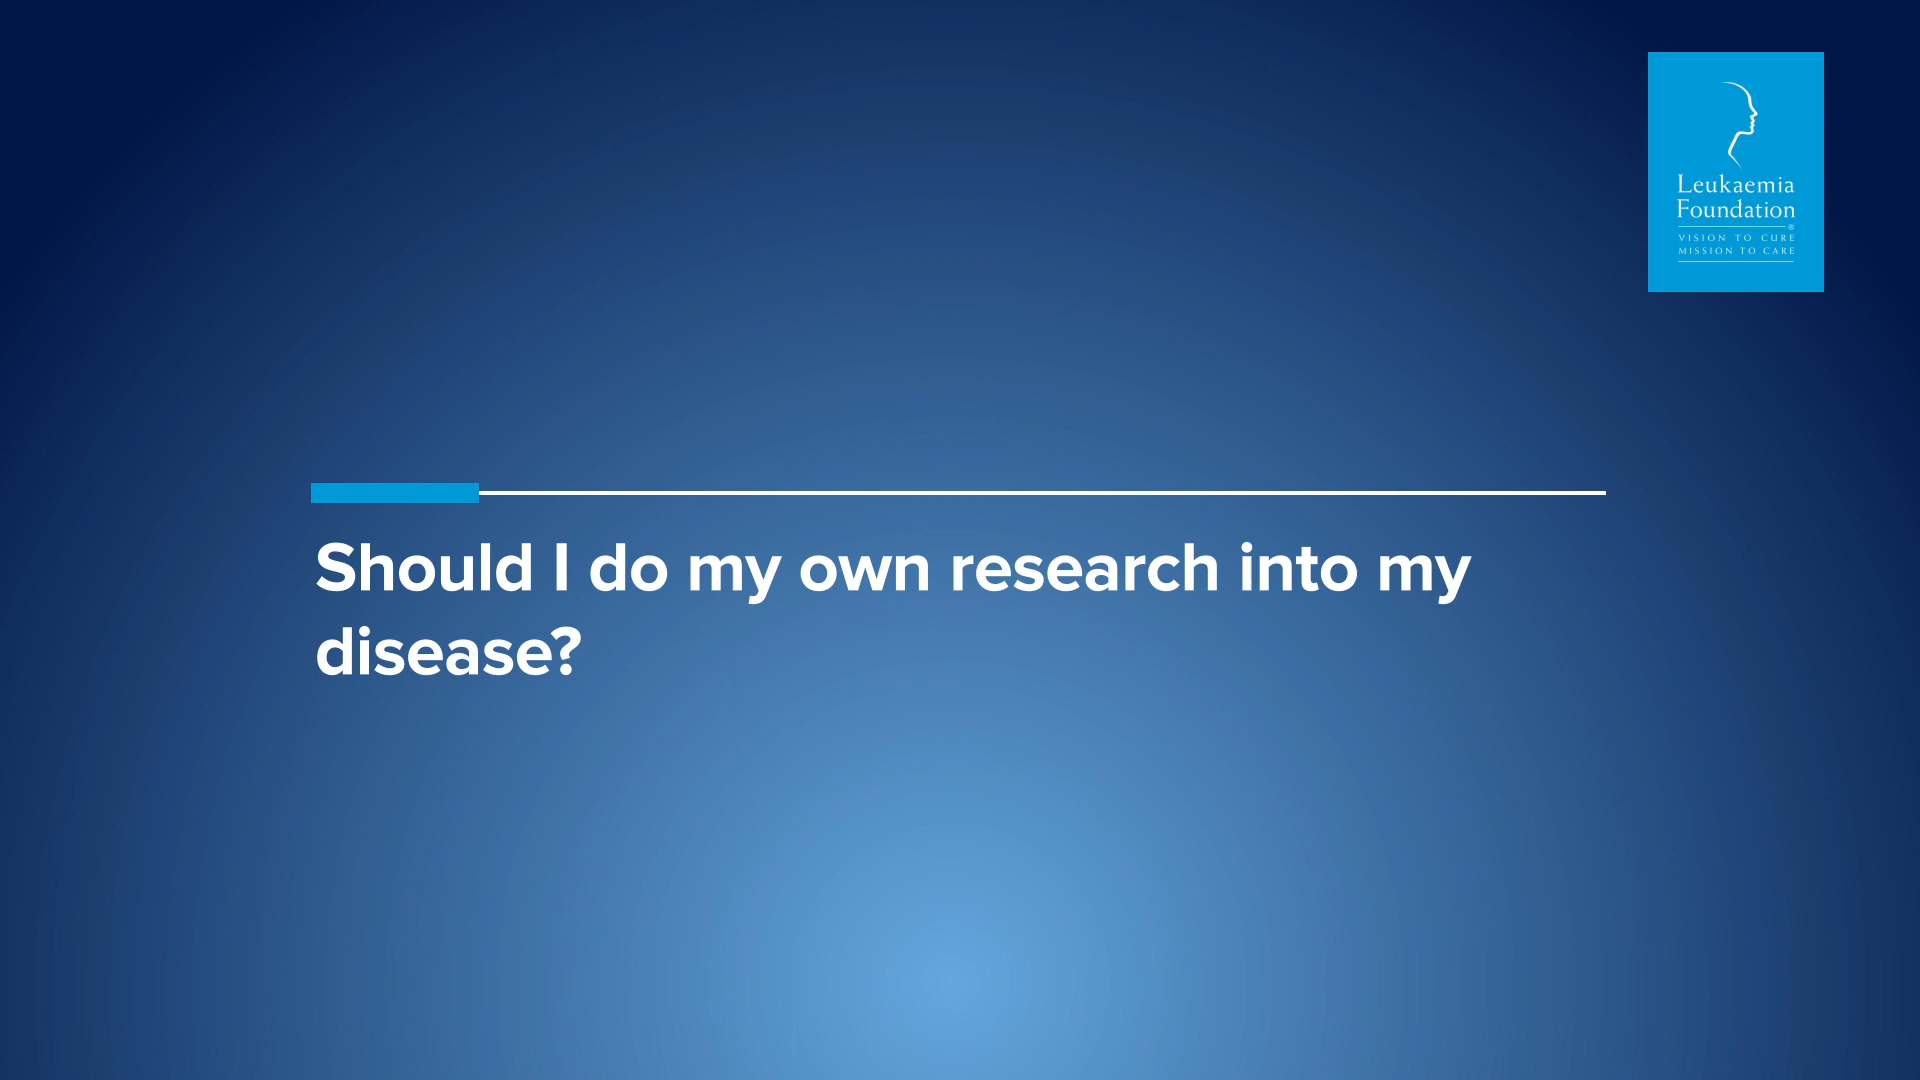 Leukaemia
Foundation
®
VISION TO CURE
MISSION TO CARE
Should I do my own research into my
disease?